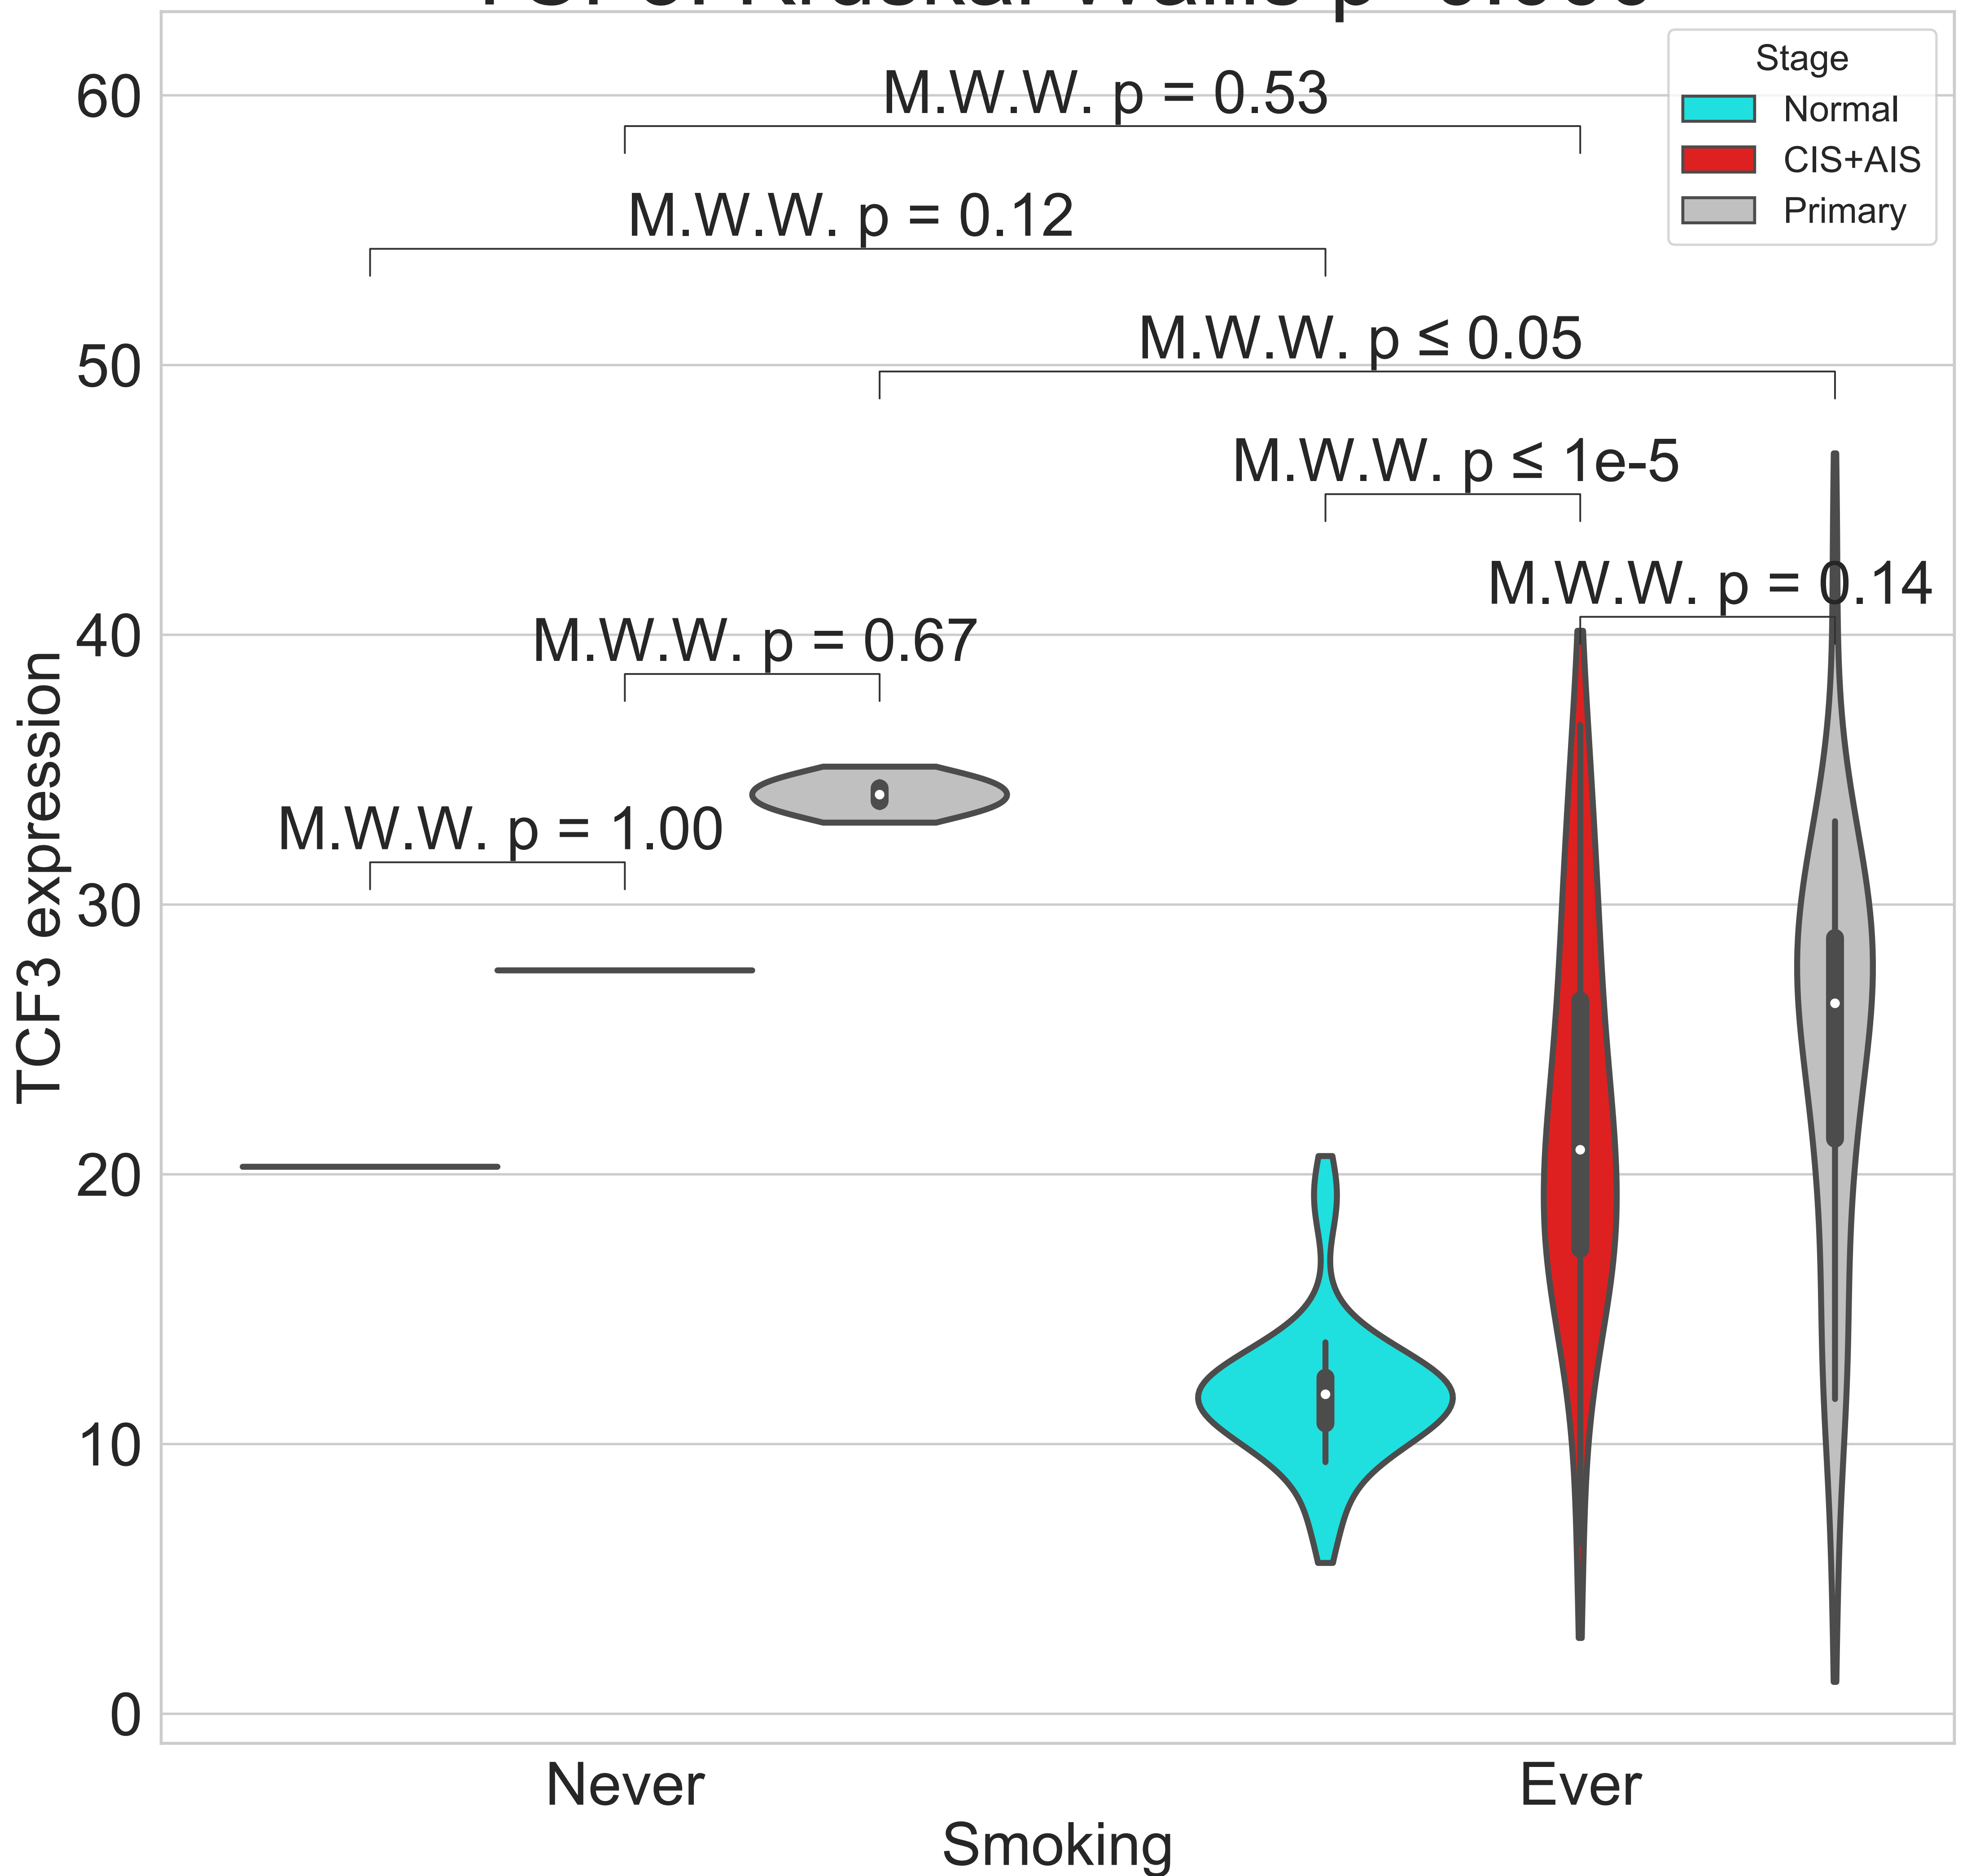 Stage
Normal
CIS+AIS
Primary
M.W.W. p = 0.53
M.W.W. p = 0.12
M.W.W. p ≤ 0.05
M.W.W. p ≤ 1e-5
M.W.W. p = 0.14
M.W.W. p = 0.67
M.W.W. p = 1.00
60
50
40
30
20
10
0
TCF3 expression
Never
Ever
Smoking